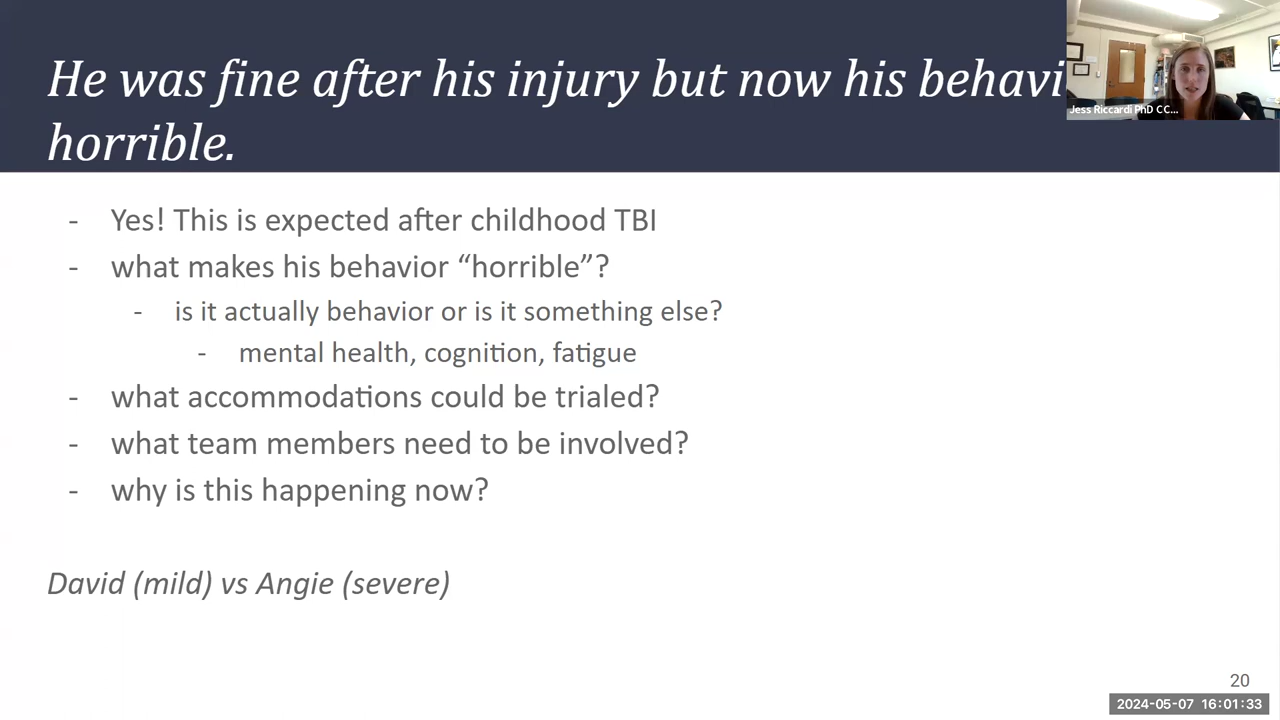 He was fine after his injury but now his behavi
horrible.
Jess Riccardi PhD CC...
- Yes! This is expected after childhood TBI
- what makes his behavior “horrible”?
- is it actually behavior or is it something else?
- mental health, cognition, fatigue
- what accommodations could be trialed?
- what team members need to be involved?
- why is this happening now?
David (mild) vs Angie (severe)
20
2024-05-07 16:01:33